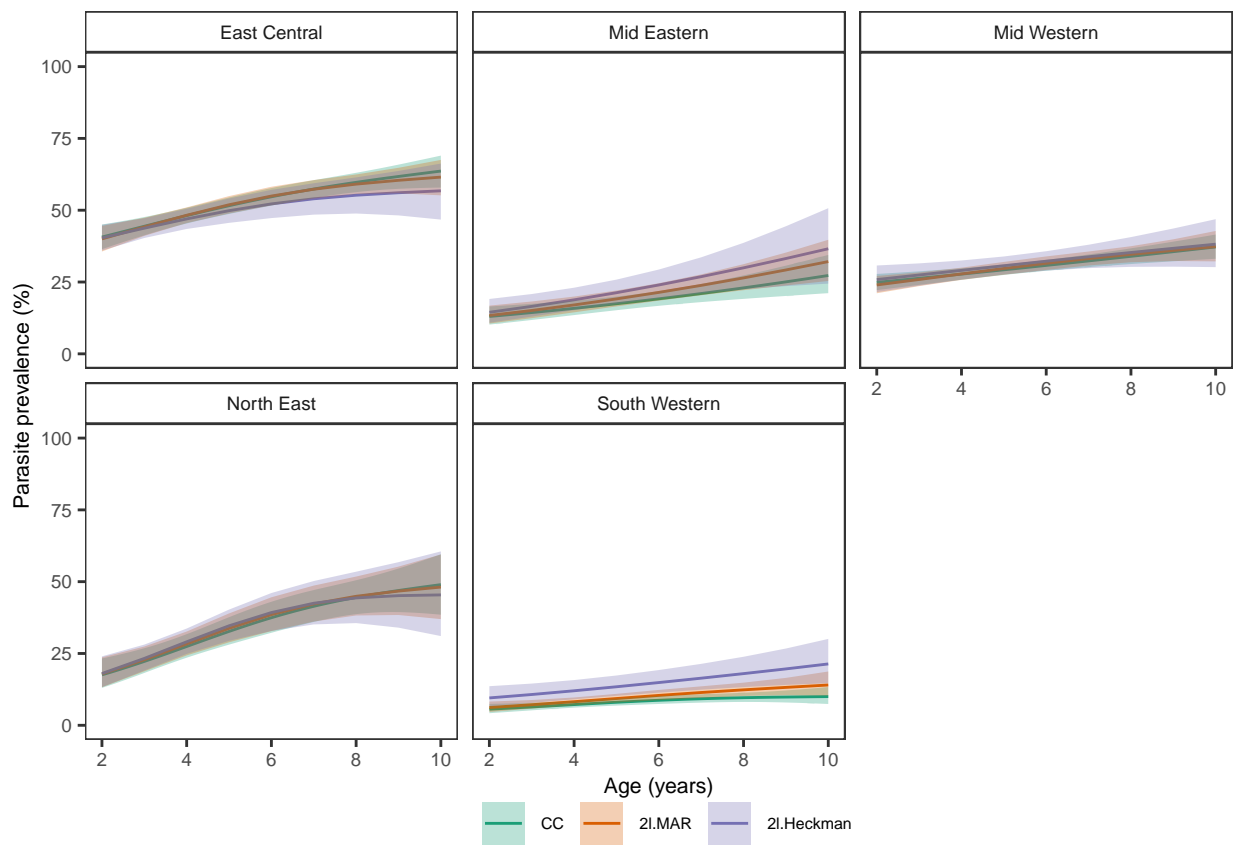 East Central
Mid Eastern
Mid Western
100
75
50
25
0
2 4 6 8 10
North East
South Western
100
75
50
25
0
2 4 6 8 10
2 4 6 8 10
Parasite prevalence (%)
Age (years)
CC 2l.MAR 2l.Heckman